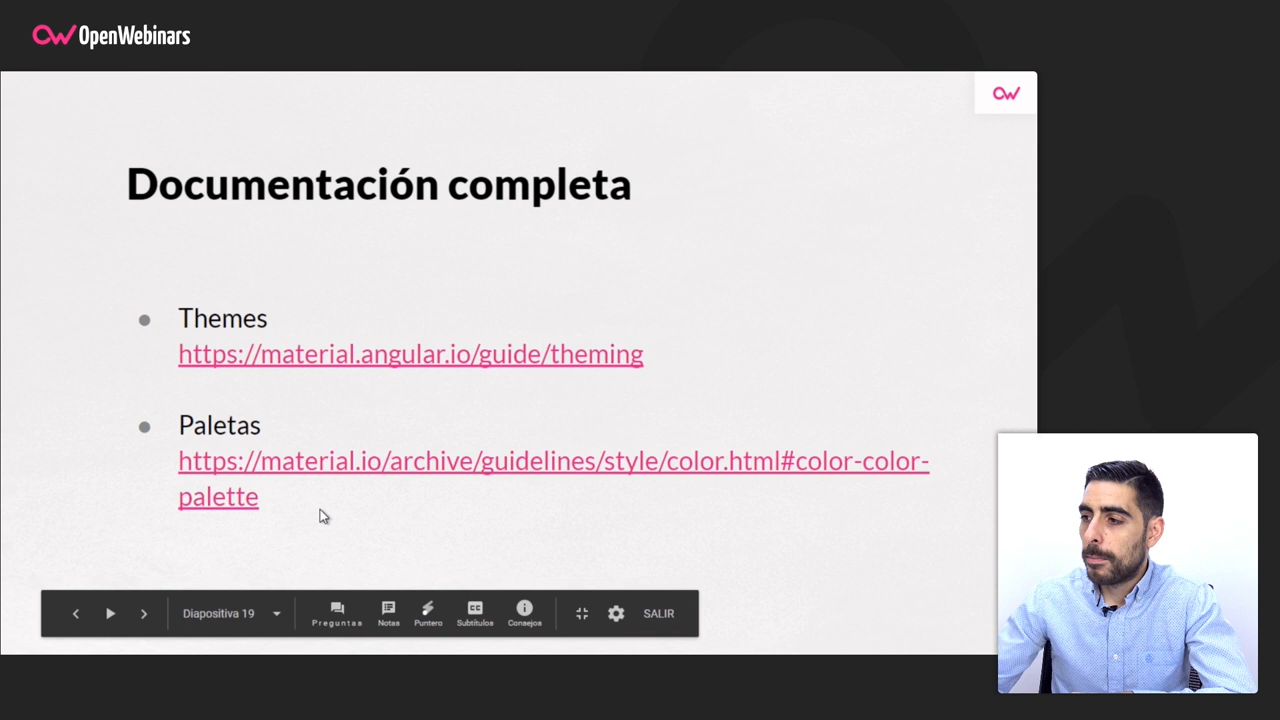 OpenWebinars
Documentación completa
Themes
https://material.angular.io/guide/theming
Paletas
https://material.io/archive/guidelines/style/color.html#color-color-
palette
Diapositiva 19
Preguntas
Notas
Puntero
Subtítulos
Consejos
SALIR